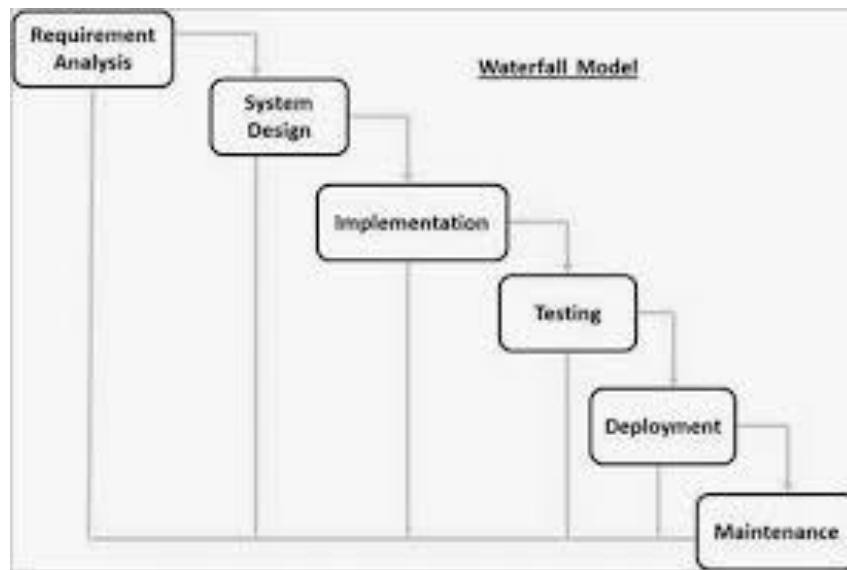 Requirement
Analysis
Waterfall Model
System
Design
Implementation
Testing
Deployment
Maintenance